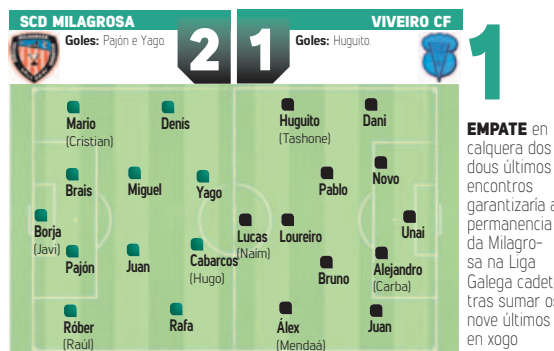 SCD MILAGROSA
Goles: Pajón e Yago.
2
1
VIVEIRO CF
Goles: Huguito.
Mario
(Cristian)
Denís
Brais
Miguel
Yago
Borja
(Javi)
Pajón
Juan
Cabarcos
(Hugo)
Róber
(Raúl)
Rafa
Huguito
(Tashone)
Dani
Pablo
Novo
Lucas
(Naím)
Loureiro
Unai
Bruno
Alejandro
(Carba)
Álex
(Mendaá)
Juan
1
EMPATE en
calquera dos
dous últimos
encontros
garantizaría a
permanencia
da Milagro-
sa na Liga
Galega cadet
tras sumar os
nove últimos
en xogo